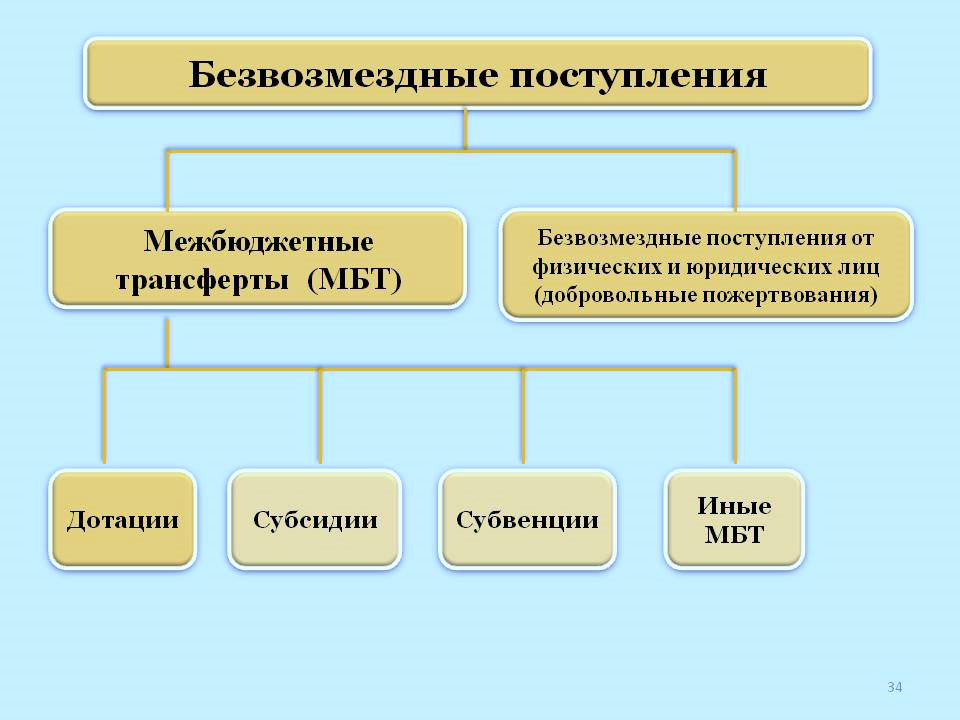 Безвозмездные поступления
Межбюджетные
трансферты (МБТ)
Безвозмездные поступления от
физических и юридических лиц
(добровольные пожертвования)
Дотации
Субсидии
Субвенции
Иные
МБТ
34